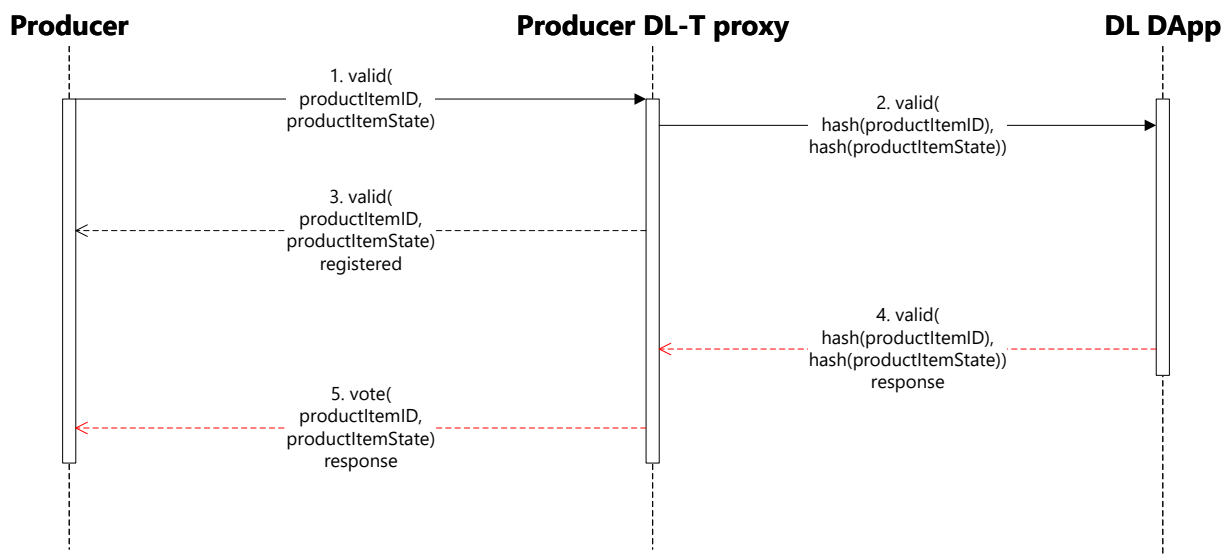 Producer
Producer DL-T proxy
DL DApp
1. valid(
productItemID,
productItemState)
2. valid(
hash(productItemID),
hash(productItemState))
3. valid(
productItemID,
productItemState)
registered
4. valid(
hash(productItemID),
hash(productItemState))
response
5. vote(
productItemID,
productItemState)
response